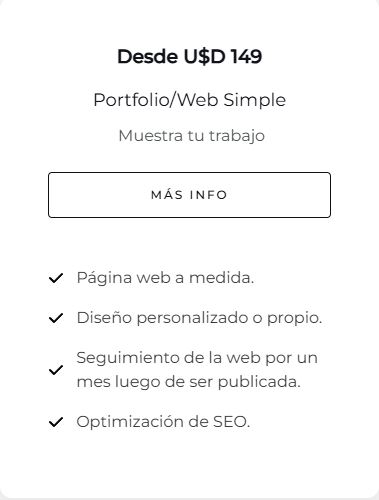 Desde U$D 149
Portfolio/Web Simple
Muestra tu trabajo
MÁS INFO
Página web a medida.
Diseño personalizado o propio.
Seguimiento de la web por un
mes luego de ser publicada.
Optimización de SEO.